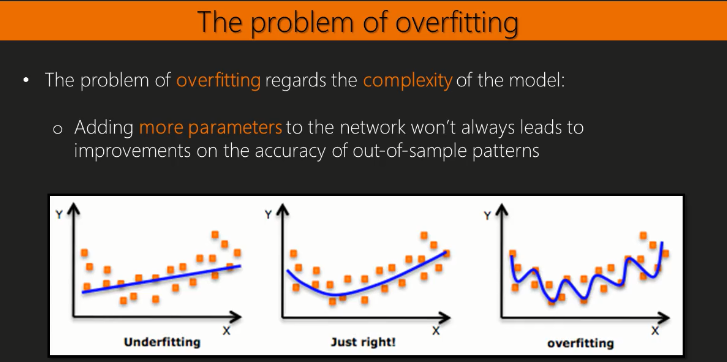 The problem of overfitting
• The problem of overfitting regards the complexity of the model:
o Adding more parameters to the network won't always leads to
improvements on the accuracy of out-of-sample patterns
Y
X
Underfitting
Y
X
Just right!
Y
X
overfitting